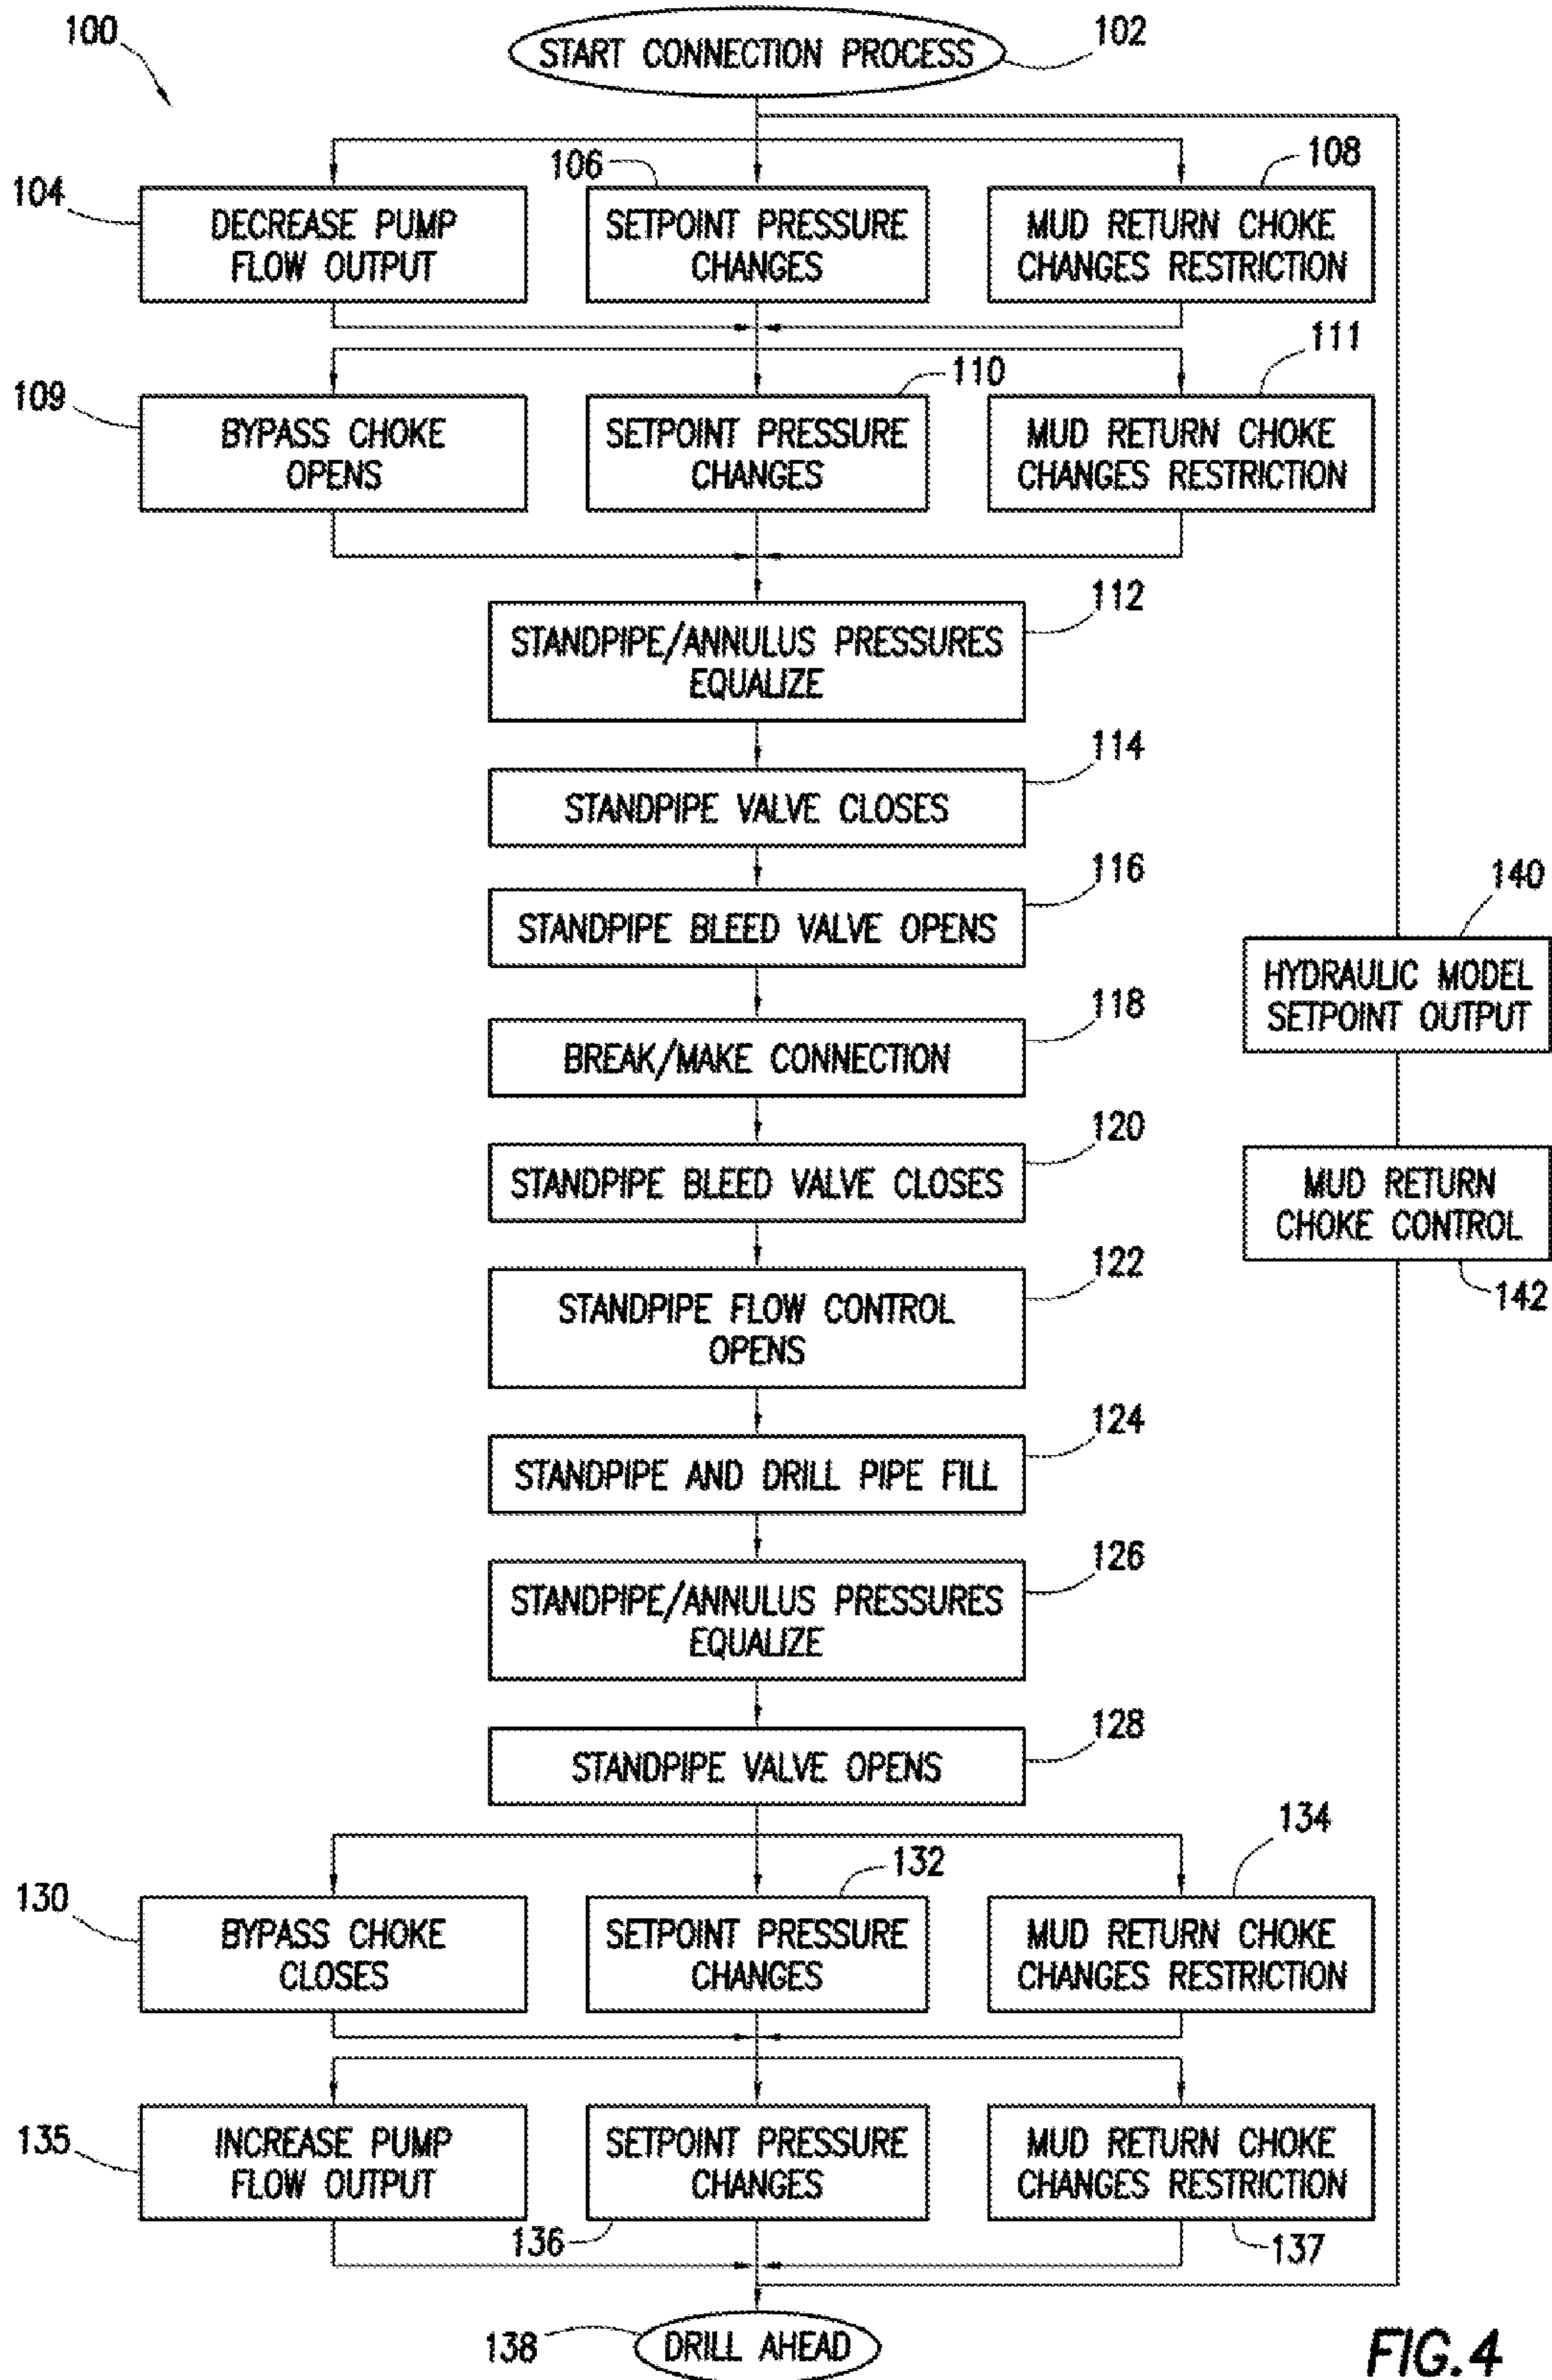 100
START CONNECTION PROCESS
102
104
DECREASE PUMP
FLOW OUTPUT
106
SETPOINT PRESSURE
CHANGES
108
MUD RETURN CHOKE
CHANGES RESTRICTION
109
BYPASS CHOKE
OPENS
110
SETPOINT PRESSURE
CHANGES
111
MUD RETURN CHOKE
CHANGES RESTRICTION
112
STANDPIPE/ANNULUS PRESSURES
EQUALIZE
114
STANDPIPE VALVE CLOSES
116
STANDPIPE BLEED VALVE OPENS
118
BREAK/MAKE CONNECTION
120
STANDPIPE BLEED VALVE CLOSES
122
STANDPIPE FLOW CONTROL
OPENS
124
STANDPIPE AND DRILL PIPE FILL
126
STANDPIPE/ANNULUS PRESSURES
EQUALIZE
128
STANDPIPE VALVE OPENS
140
HYDRAULIC MODEL
SETPOINT OUTPUT
MUD RETURN
CHOKE CONTROL
142
130
BYPASS CHOKE
CLOSES
132
SETPOINT PRESSURE
CHANGES
134
MUD RETURN CHOKE
CHANGES RESTRICTION
135
INCREASE PUMP
FLOW OUTPUT
SETPOINT PRESSURE
CHANGES
136
MUD RETURN CHOKE
CHANGES RESTRICTION
137
138
DRILL AHEAD
FIG.4